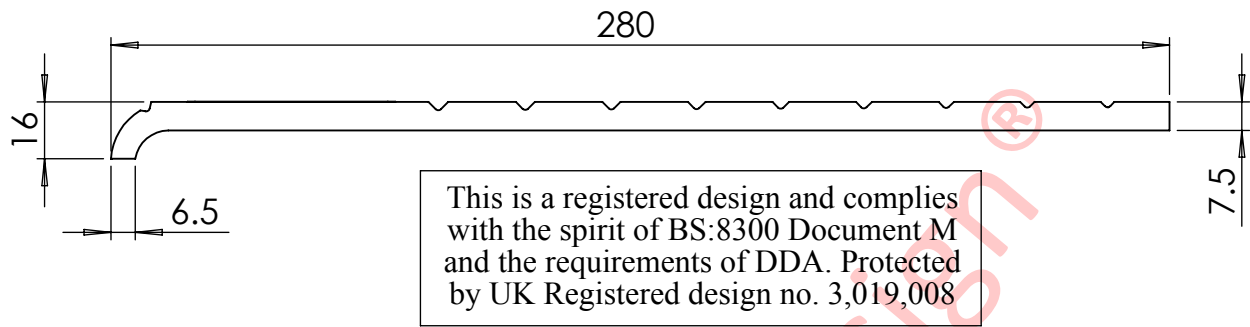 280
16
6.5
7.5
This is a registered design and complies
with the spirit of BS:8300 Document M
and the requirements of DDA. Protected
by UK Registered design no. 3,019,008
sign ®